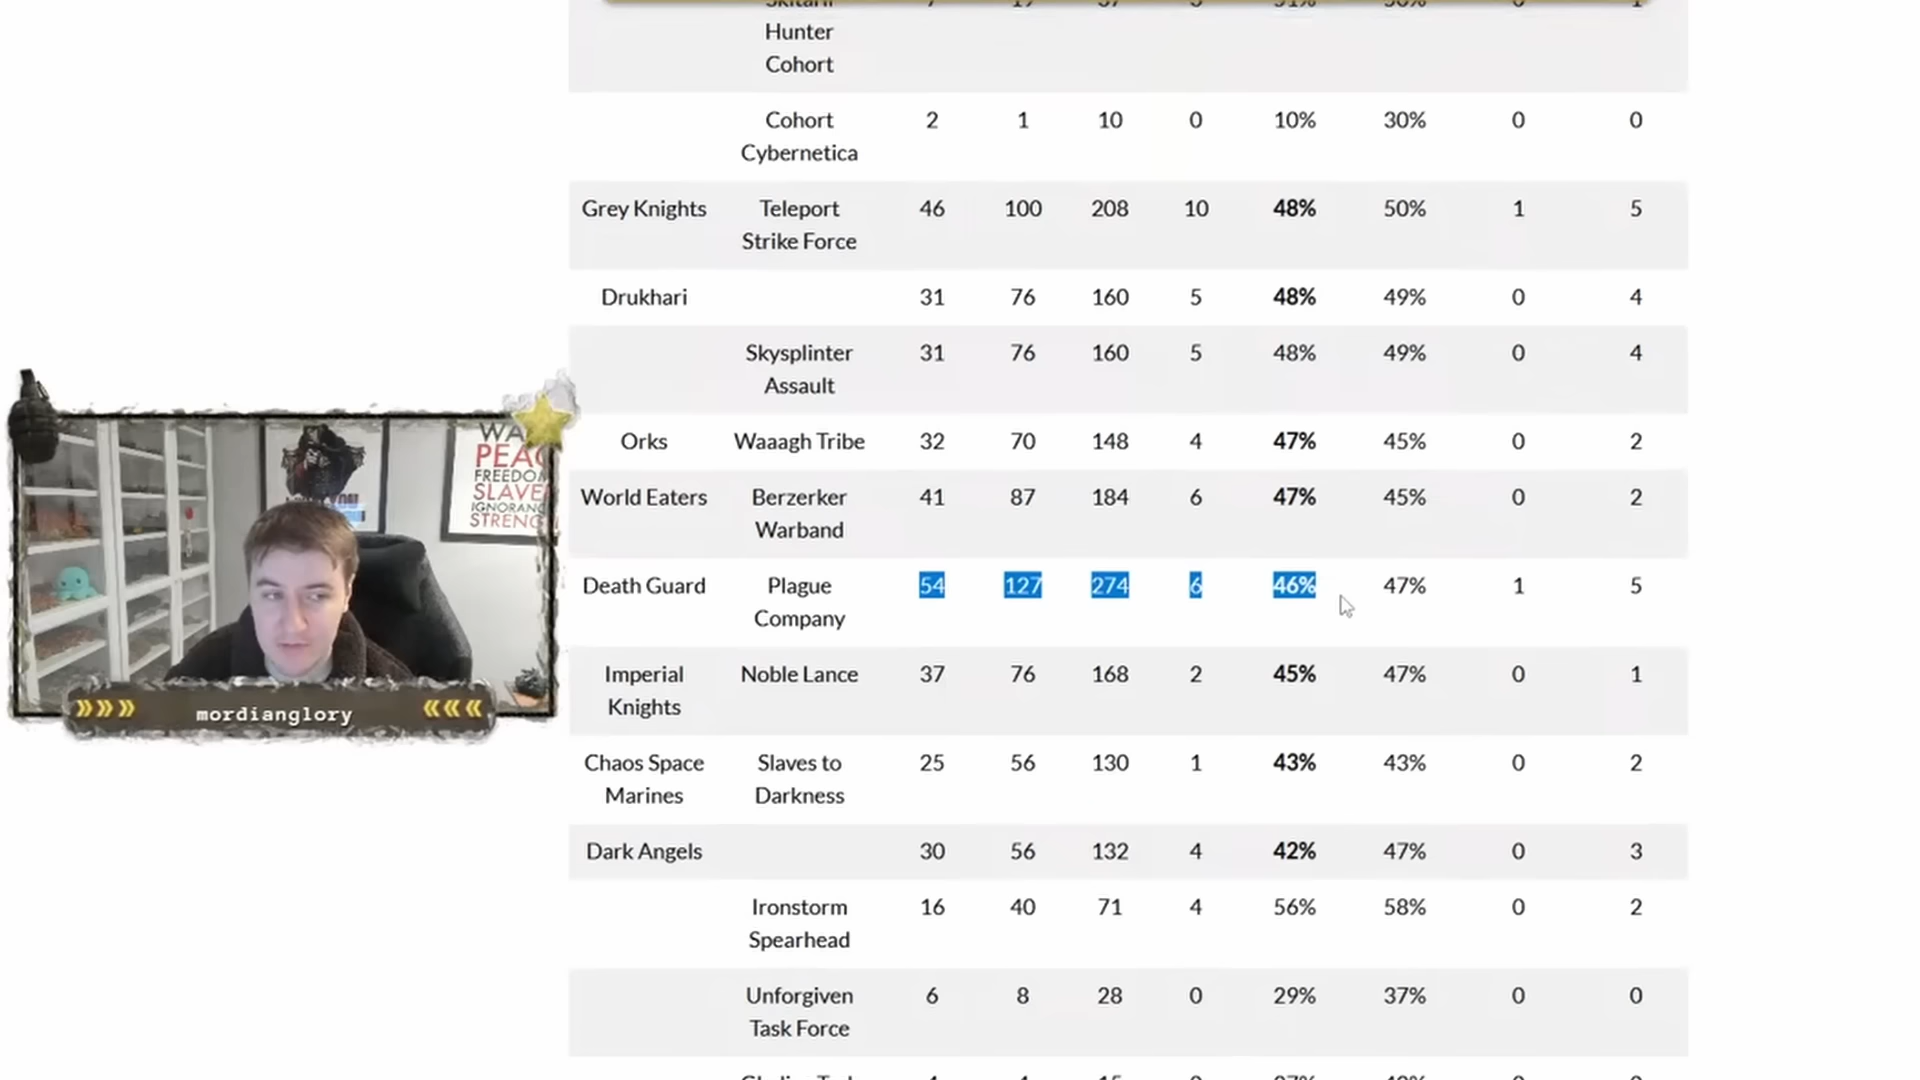 Hunter
Cohort
Cohort 2 1 10 0 10% 30% 0 0
Cybernetica
Grey Knights Teleport 46 100 208 10 48% 50% 1 5
Strike Force
Drukhari 31 76 160 5 48% 49% 0 4
Skysplinter 31 76 160 5 48% 49% 0 4
Assault
Orks Waaagh Tribe 32 70 148 4 47% 45% 0 2
World Eaters Berzerker 41 87 184 6 47% 45% 0 2
Warband
Death Guard Plague 54 127 274 6 46% 47% 1 5
Company
Imperial Noble Lance 37 76 168 2 45% 47% 0 1
Knights
Chaos Space Slaves to 25 56 130 1 43% 43% 0 2
Marines Darkness
Dark Angels 30 56 132 4 42% 47% 0 3
Ironstorm 16 40 71 4 56% 58% 0 2
Spearhead
Unforgiven 6 8 28 0 29% 37% 0 0
Task Force
WA
PEAC
FREEDOM
SLAVE
IGNORANC
STRENG
mordianglory